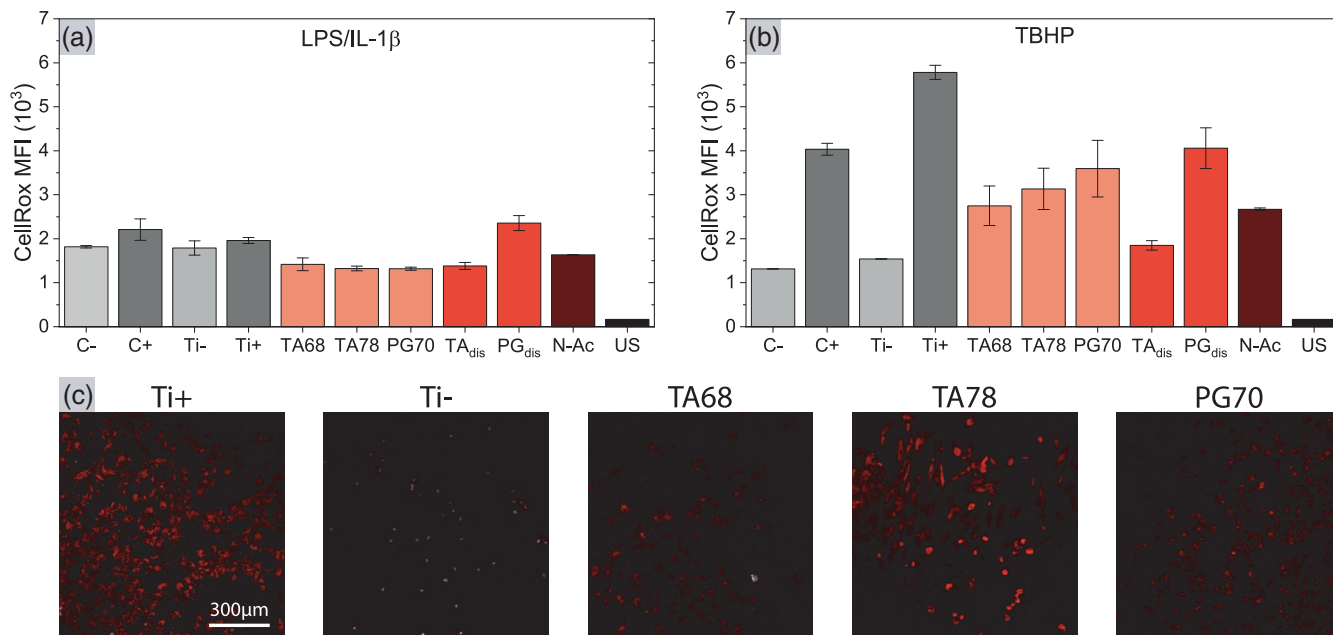 (a) LPS/IL-1β
CellRox MFI (10³)
7
6
5
4
3
2
1
0
C- C+ Ti- Ti+ TA68 TA78 PG70 TAdis PGdis N-Ac US
(b) TBHP
CellRox MFI (10³)
7
6
5
4
3
2
1
0
C- C+ Ti- Ti+ TA68 TA78 PG70 TAdis PGdis N-Ac US
(c) Ti+ Ti- TA68 TA78 PG70
300µm